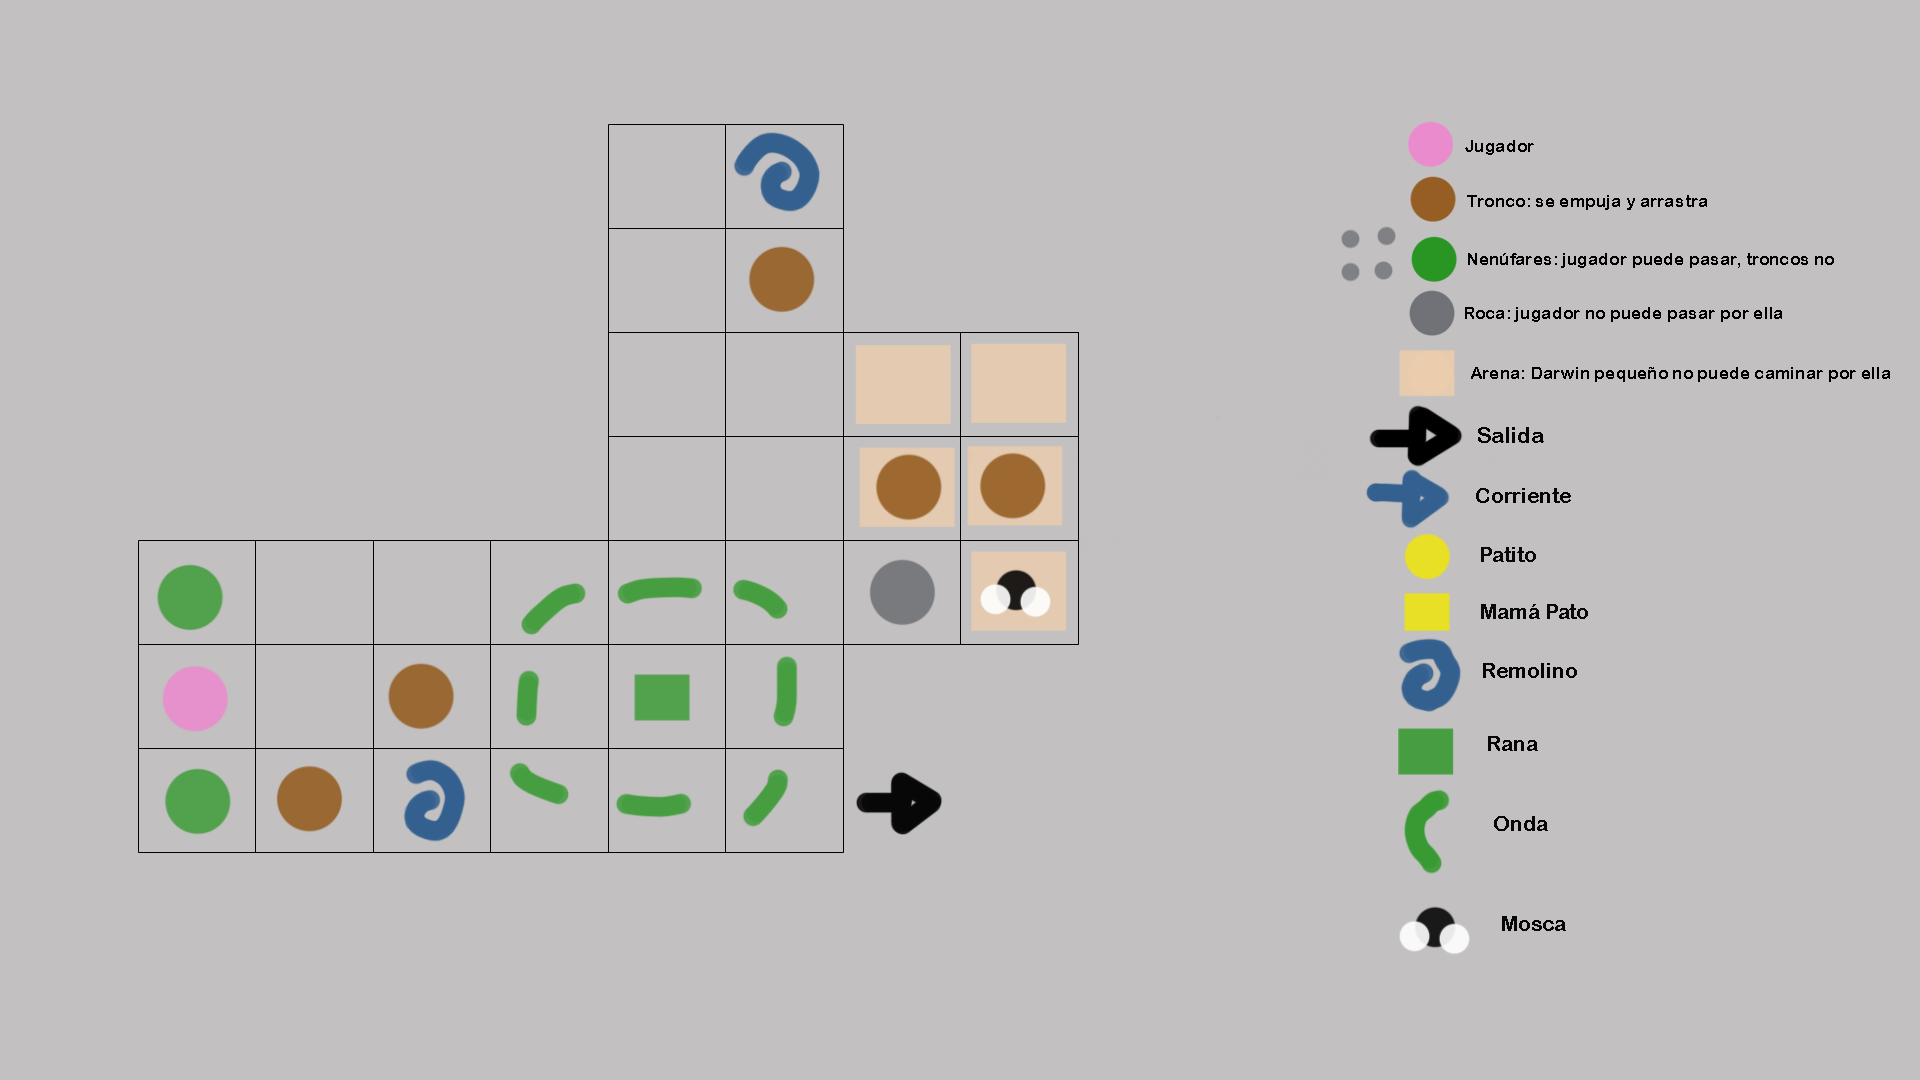 Jugador
Tronco: se empuja y arrastra
Nenúfares: jugador puede pasar, troncos no
Roca: jugador no puede pasar por ella
Arena: Darwin pequeño no puede caminar por ella
Salida
Corriente
Patito
Mamá Pato
Remolino
Rana
Onda
Mosca